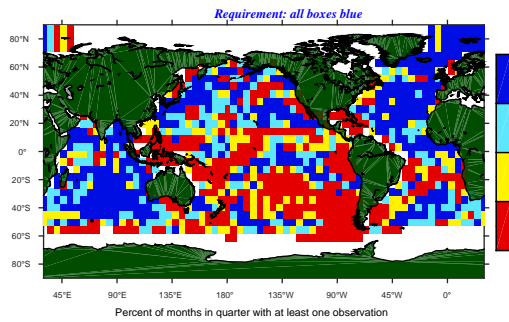 Requirement: all boxes blue
80°N
60°N
40°N
20°N
0°
20°S
40°S
60°S
80°S
45°E 90°E 135°E 180° 135°W 90°W 45°W 0°
Percent of months in quarter with at least one observation